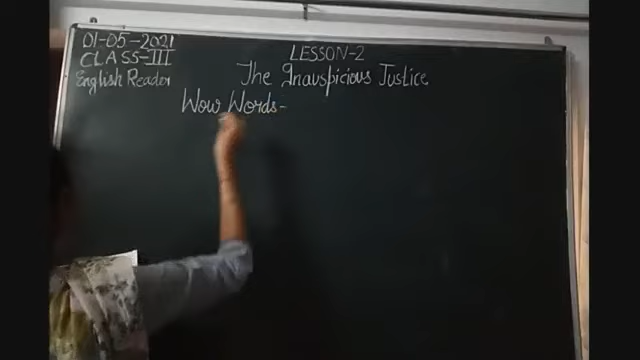 01-05-2021
CLASS-III
English Reader
LESSON-2
The Inauspicious Justice
Wow Words-